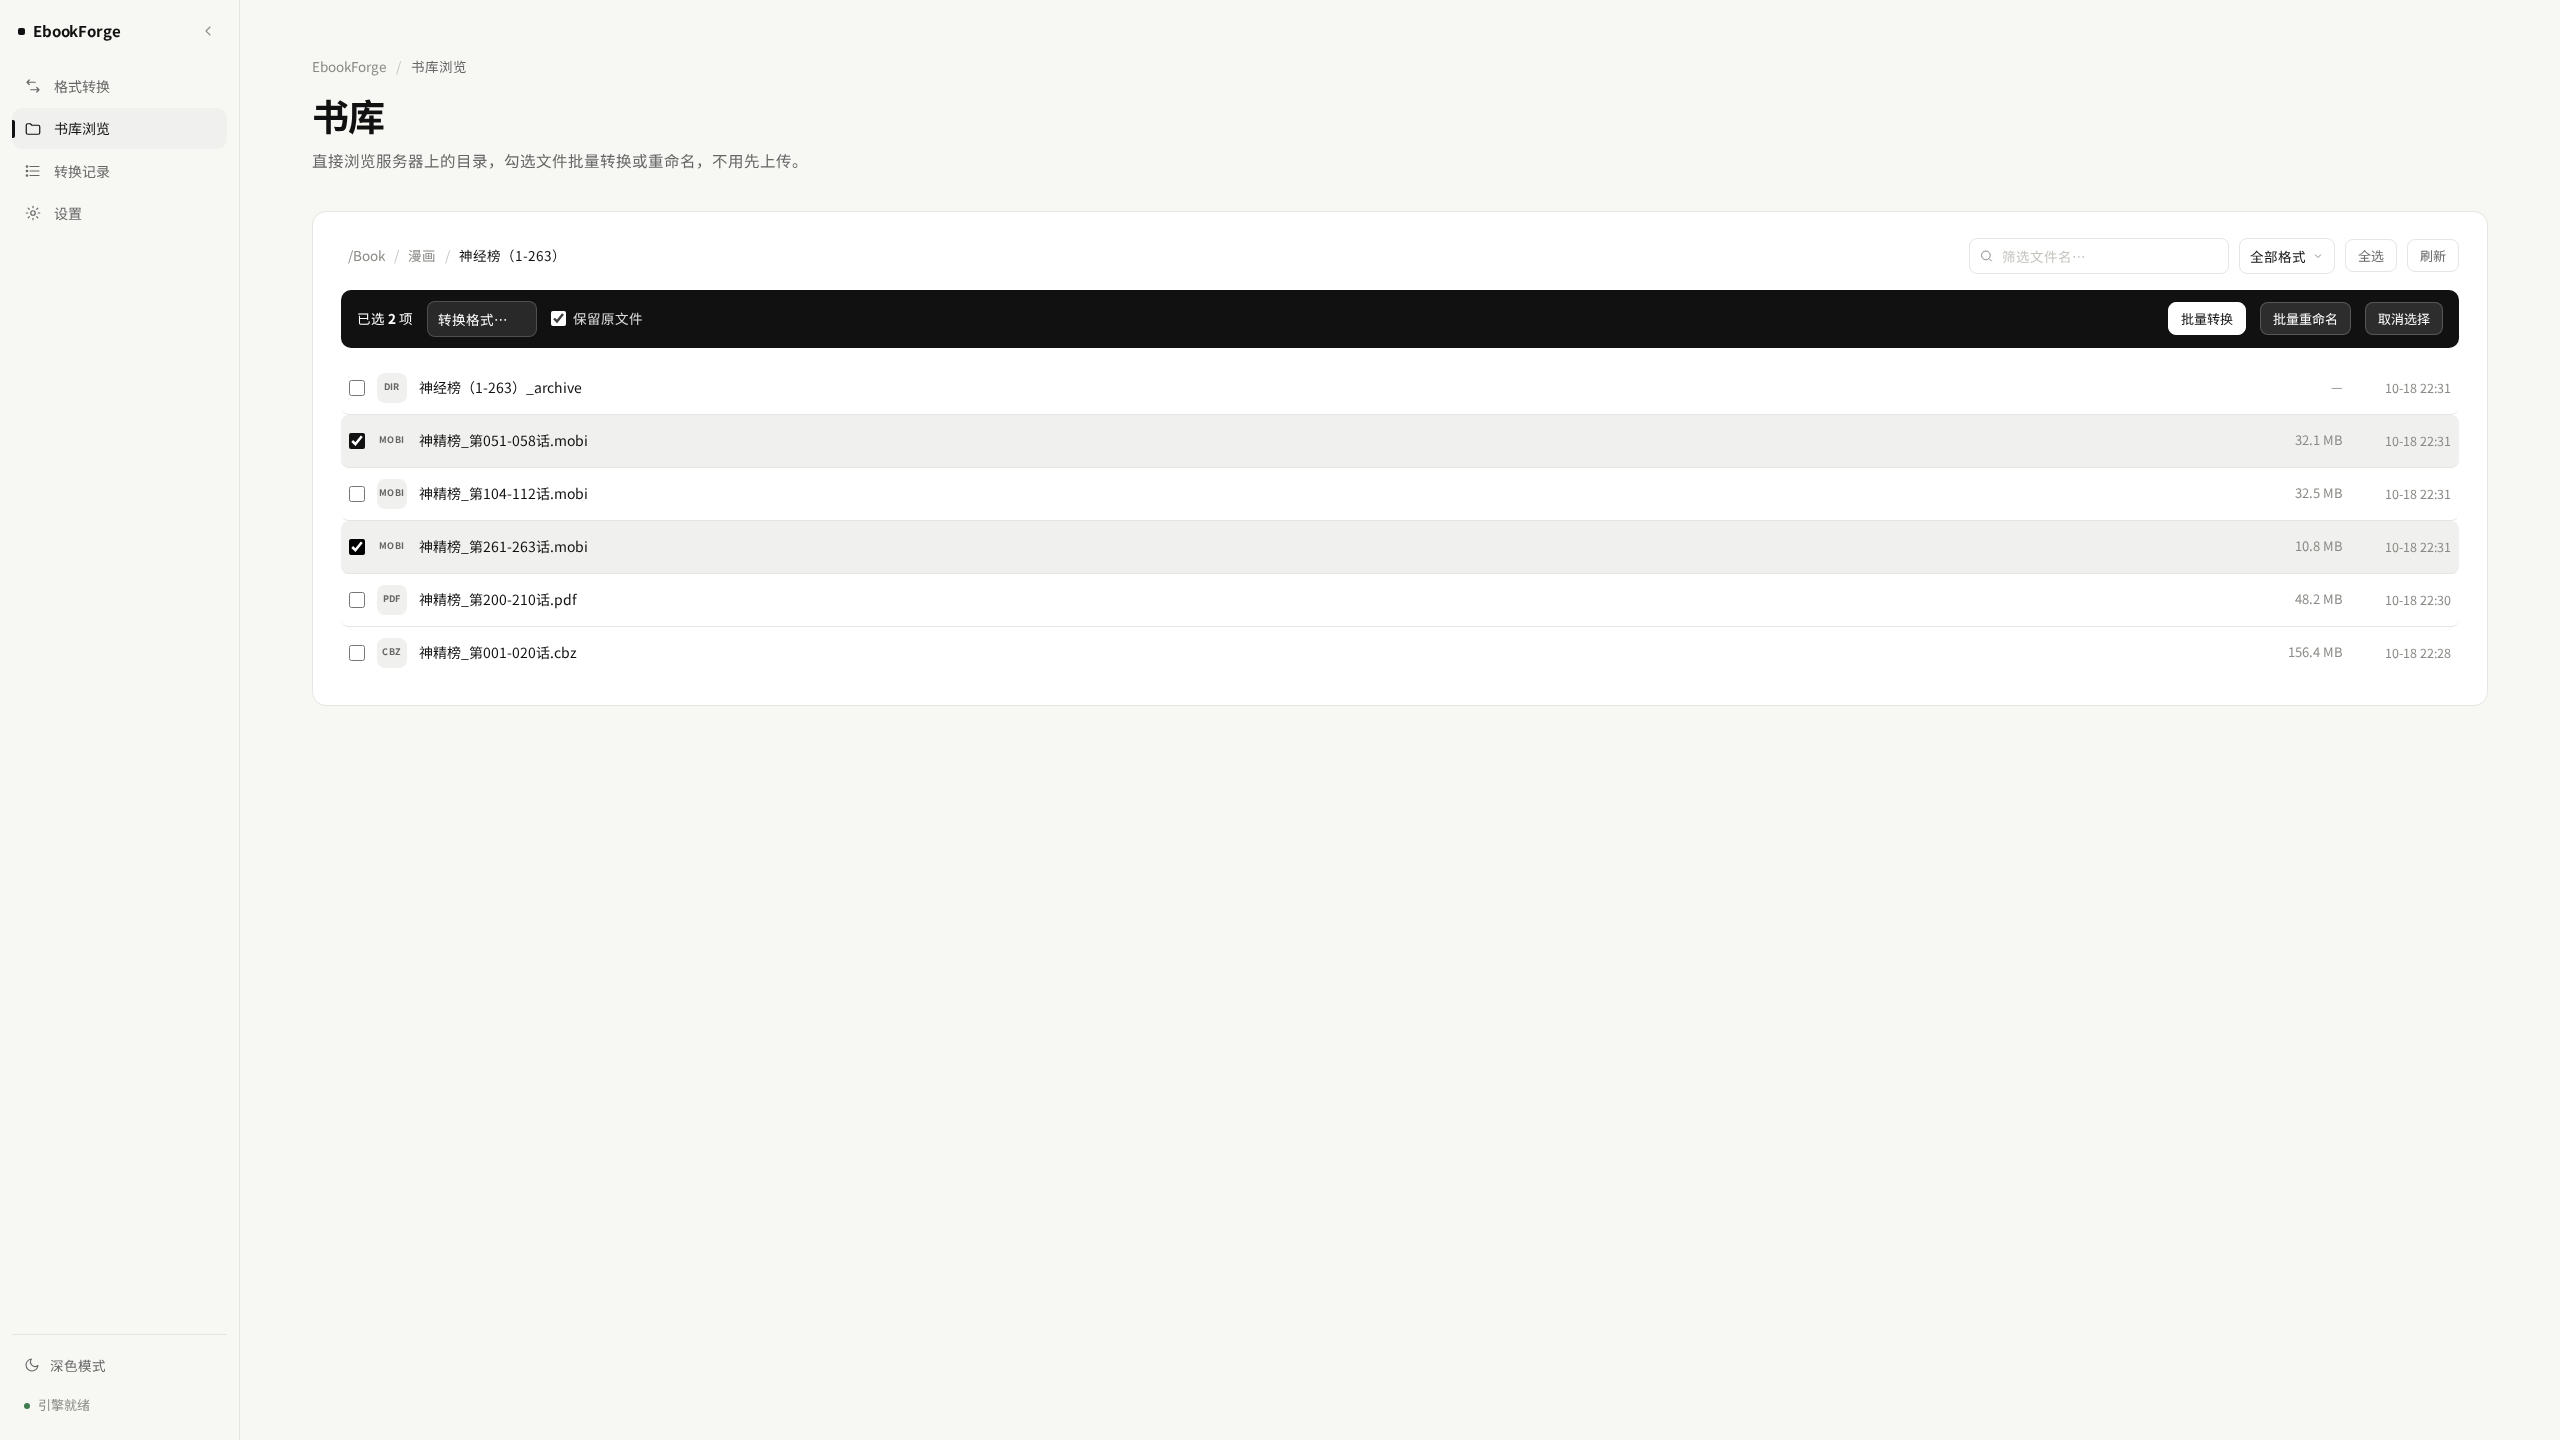 EbookForge
格式转换
书库浏览
转换记录
设置
深色模式
引擎就绪
EbookForge / 书库浏览
书库
直接浏览服务器上的目录，勾选文件批量转换或重命名，不用先上传。
/Book / 漫画 / 神经榜（1-263） 筛选文件名… 全部格式 全选 刷新
已选 2 项 转换格式… 保留原文件 批量转换 批量重命名 取消选择
DIR 神经榜（1-263）_archive — 10-18 22:31
MOBI 神精榜_第051-058话.mobi 32.1 MB 10-18 22:31
MOBI 神精榜_第104-112话.mobi 32.5 MB 10-18 22:31
MOBI 神精榜_第261-263话.mobi 10.8 MB 10-18 22:31
PDF 神精榜_第200-210话.pdf 48.2 MB 10-18 22:30
CBZ 神精榜_第001-020话.cbz 156.4 MB 10-18 22:28